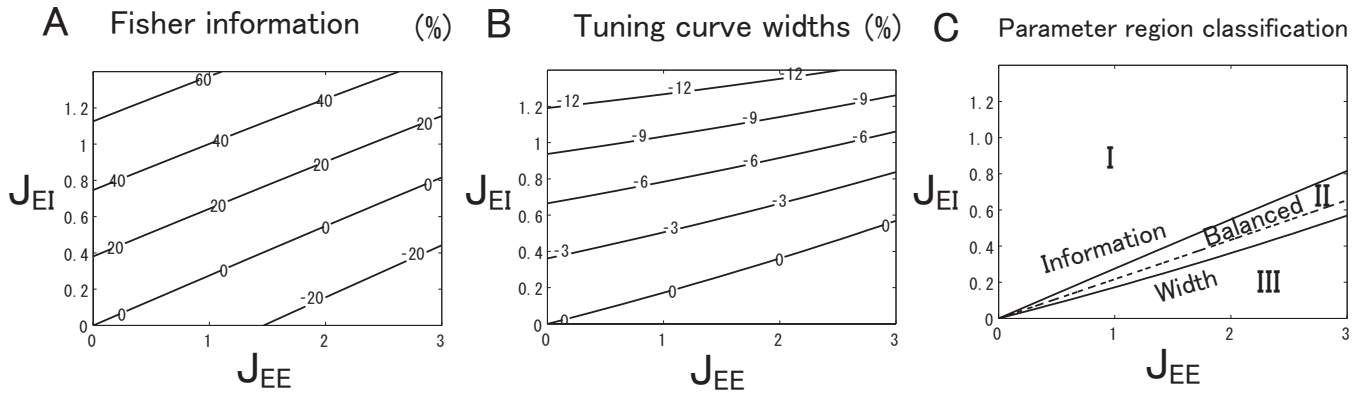 A Fisher information (%)
60
40
40
20
20
20
0
0
0
-20
-20
0
0.2
0.4
0.6
0.8
1
1.2
0 1 2 3
J_EI
J_EE
B Tuning curve widths (%)
-12
-12
-12
-9
-9
-9
-6
-6
-6
-3
-3
-3
0
0
0
0
0.2
0.4
0.6
0.8
1
1.2
0 1 2 3
J_EI
J_EE
C Parameter region classification
I
II
III
Information
Balanced
Width
0
0.2
0.4
0.6
0.8
1
1.2
0 1 2 3
J_EI
J_EE